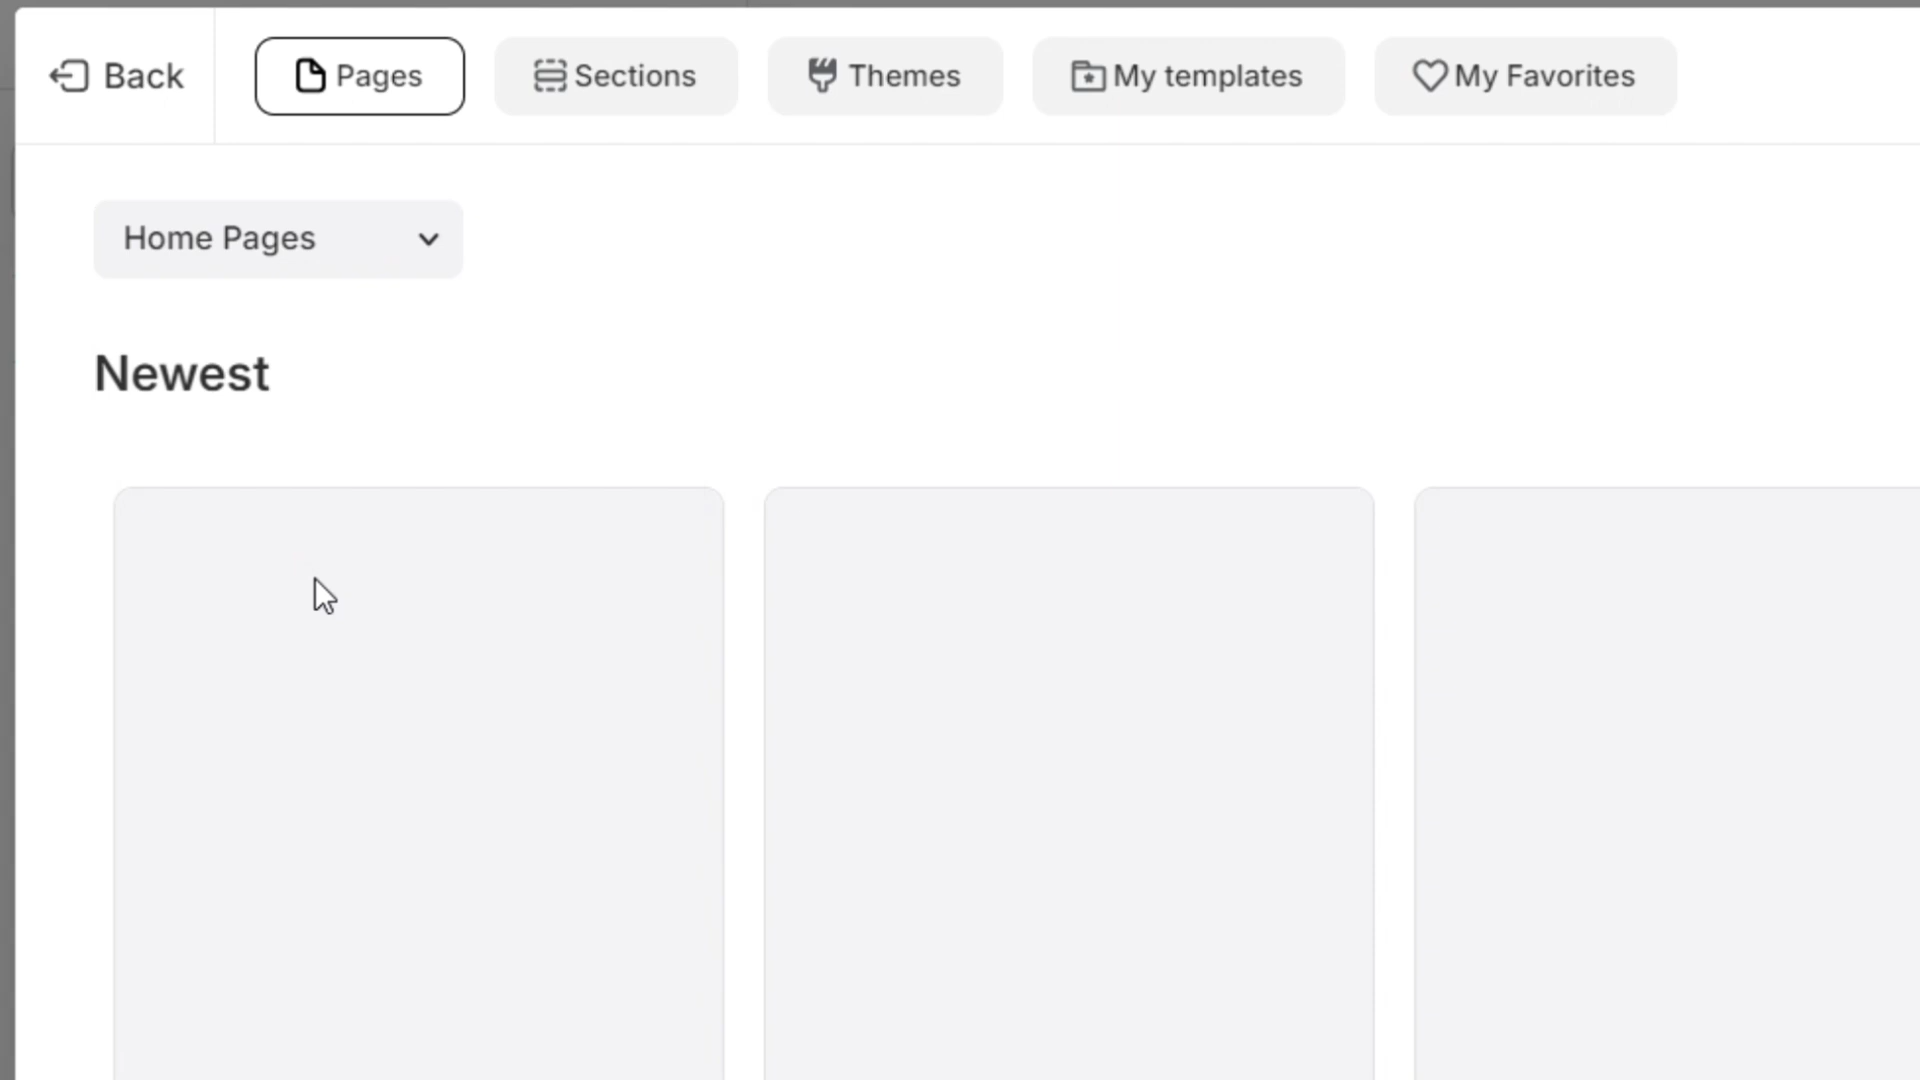 Back
Pages
Sections
Themes
My templates
My Favorites
Home Pages
Newest